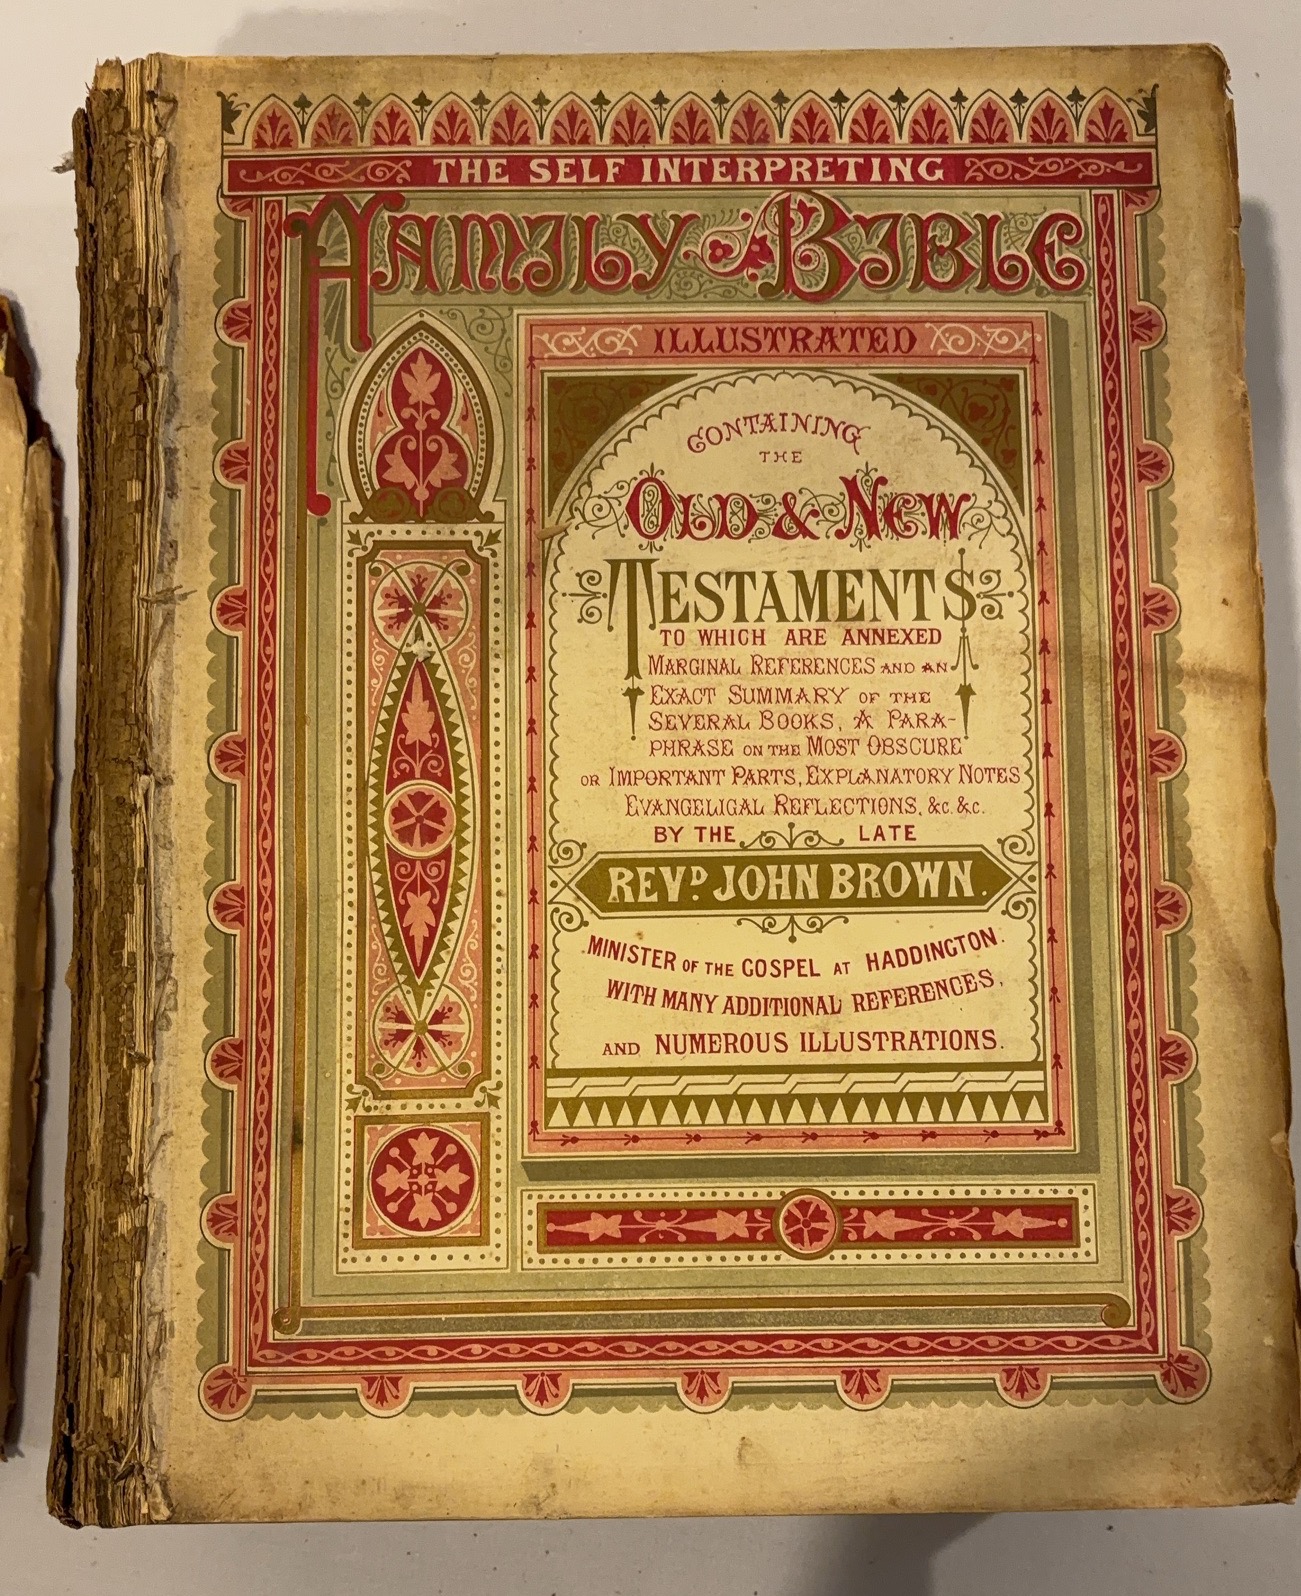 THE SELF INTERPRETING
FAMILY BIBLE
ILLUSTRATED
CONTAINING
THE
OLD & NEW
TESTAMENTS
TO WHICH ARE ANNEXED
MARGINAL REFERENCES AND AN
EXACT SUMMARY OF THE
SEVERAL BOOKS, A PARA-
PHRASE ON THE MOST OBSCURE
OR IMPORTANT PARTS, EXPLANATORY NOTES
EVANGELICAL REFLECTIONS, &c. &c.
BY THE LATE
REVD. JOHN BROWN.
MINISTER OF THE GOSPEL AT HADDINGTON.
WITH MANY ADDITIONAL REFERENCES,
AND NUMEROUS ILLUSTRATIONS.